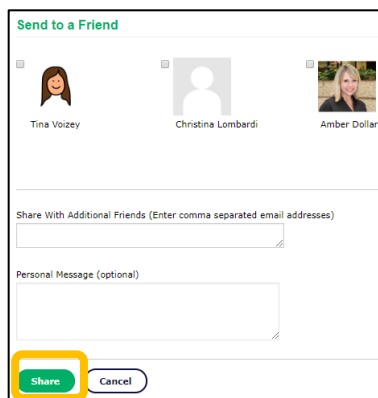 Send to a Friend
Tina Voizey
Christina Lombardi
Amber Dollar
Share With Additional Friends (Enter comma separated email addresses)
Personal Message (optional)
Share
Cancel